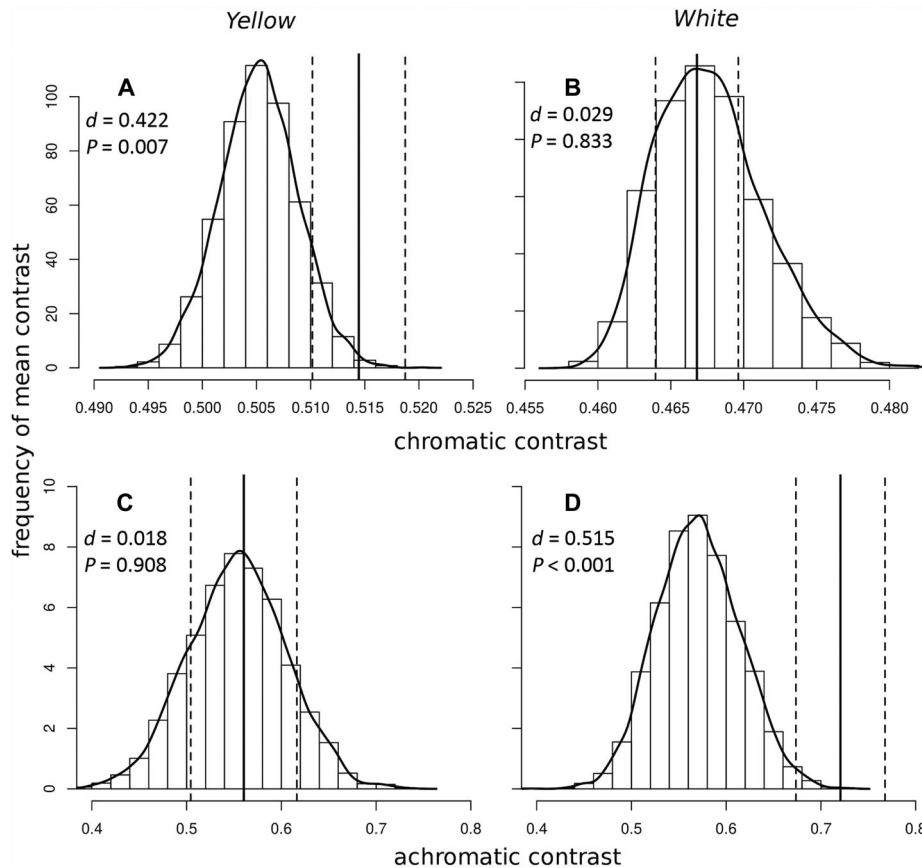 Yellow
White
A
d = 0.422
P = 0.007
B
d = 0.029
P = 0.833
0 20 40 60 80 100
0.490 0.495 0.500 0.505 0.510 0.515 0.520 0.525
0.455 0.460 0.465 0.470 0.475 0.480
chromatic contrast
frequency of mean contrast
C
d = 0.018
P = 0.908
D
d = 0.515
P < 0.001
0 2 4 6 8 10
0.4 0.5 0.6 0.7 0.8
0.4 0.5 0.6 0.7 0.8
achromatic contrast